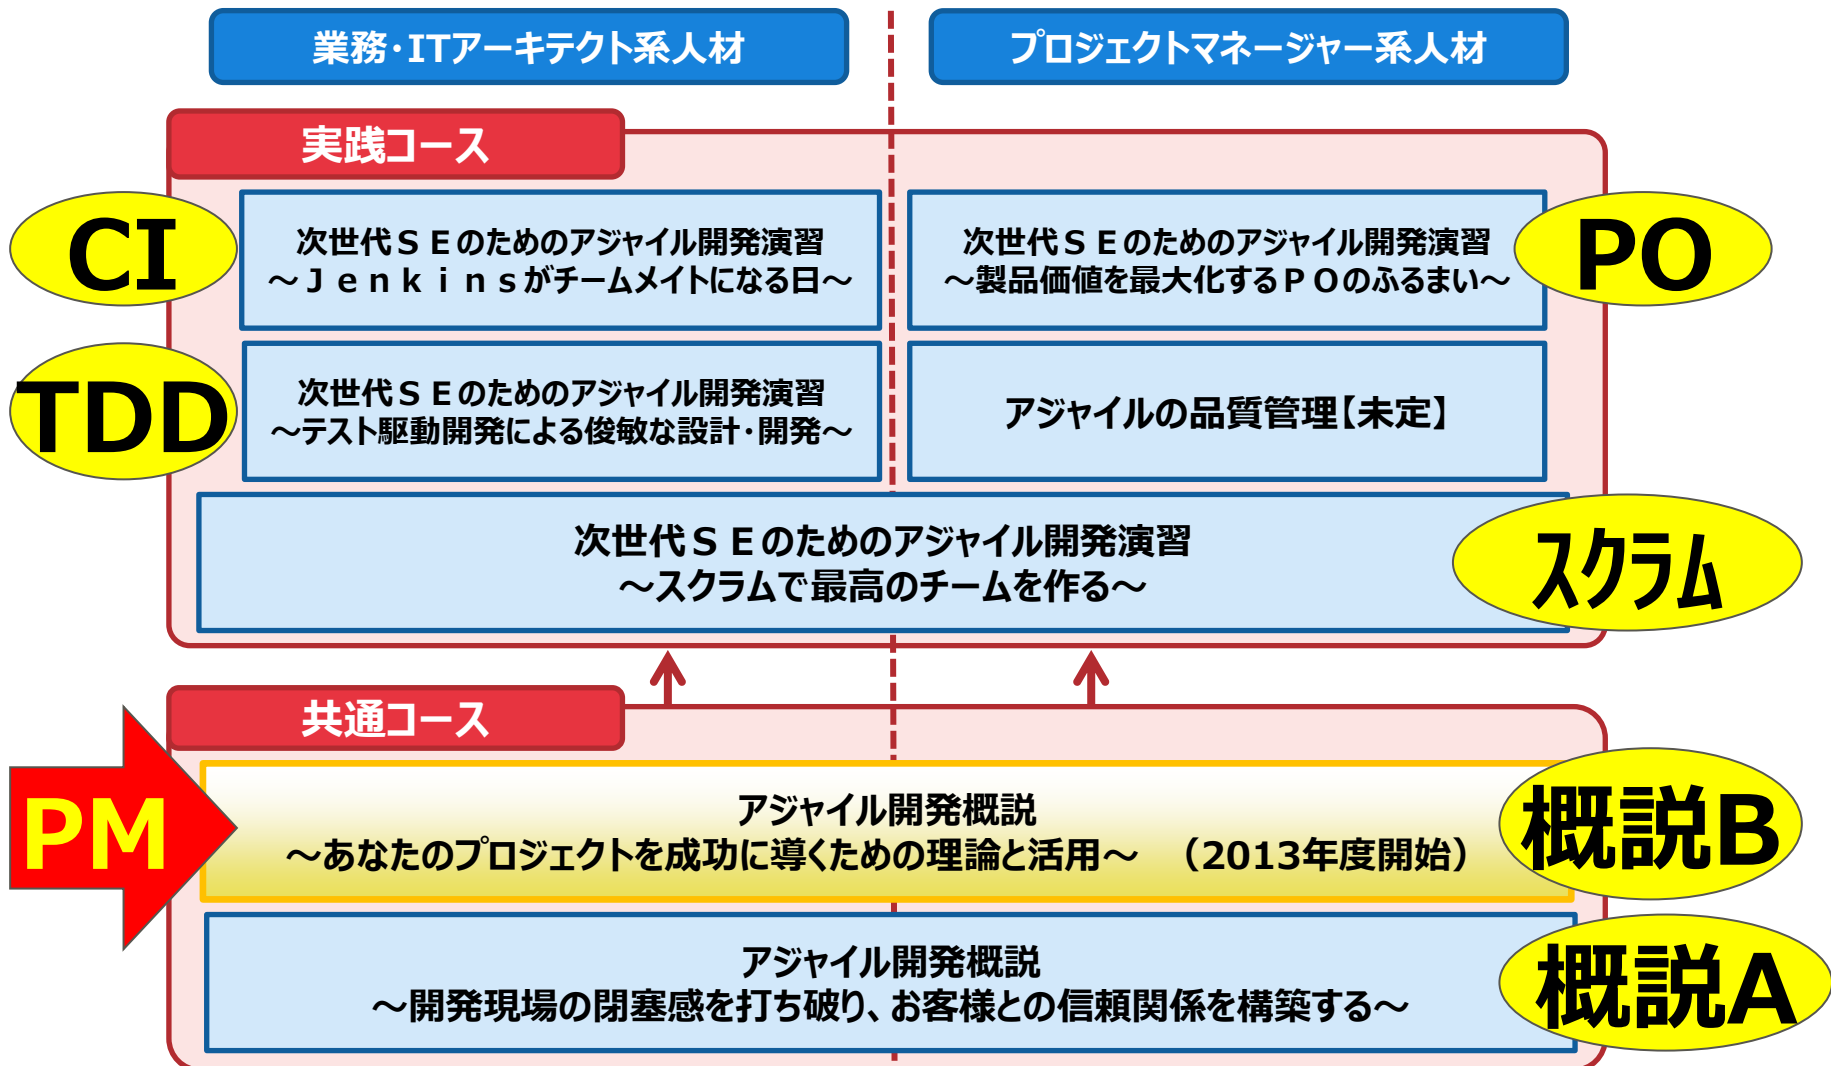 業務・ITアーキテクト系人材
プロジェクトマネージャー系人材
実践コース
CI
次世代ＳＥのためのアジャイル開発演習
～Ｊｅｎｋｉｎｓがチームメイトになる日～
次世代ＳＥのためのアジャイル開発演習
～製品価値を最大化するＰＯのふるまい～
PO
TDD
次世代ＳＥのためのアジャイル開発演習
～テスト駆動開発による俊敏な設計・開発～
アジャイルの品質管理【未定】
次世代ＳＥのためのアジャイル開発演習
～スクラムで最高のチームを作る～
スクラム
共通コース
PM
アジャイル開発概説
～あなたのプロジェクトを成功に導くための理論と活用～　（2013年度開始）
概説B
アジャイル開発概説
～開発現場の閉塞感を打ち破り、お客様との信頼関係を構築する～
概説A